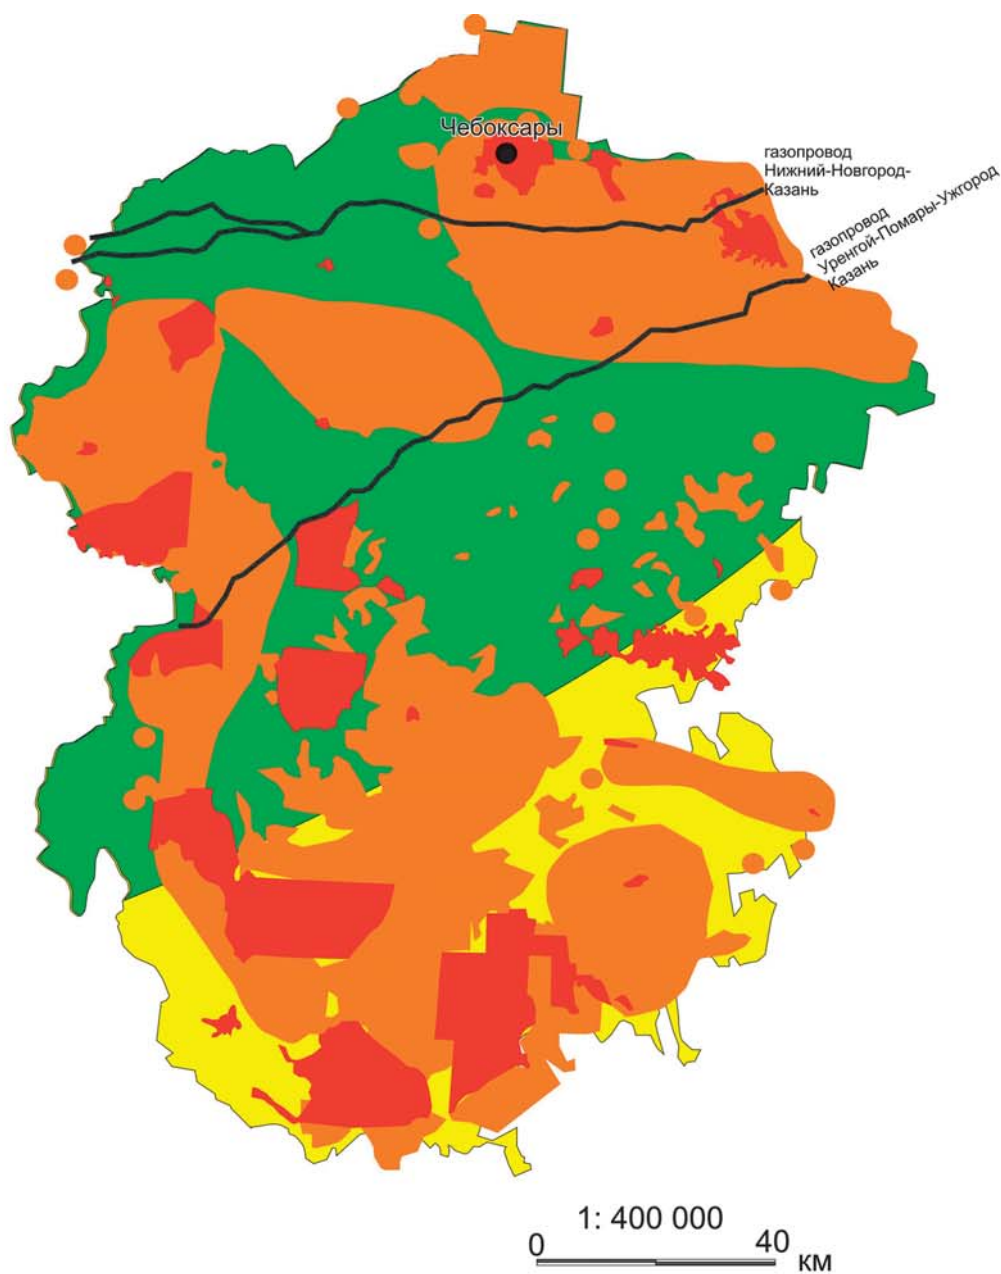 Чебоксары
газопровод
Нижний-Новгород-
Казань
газопровод
Уренгой-Помары-Ужгород
Казань
1: 400 000
0 40
км